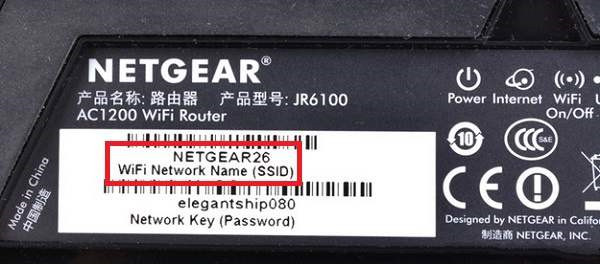 NETGEAR®
产品名称: 路由器 产品型号: JR6100
AC1200 WiFi Router
Power Internet WiFi
On/Off
NETGEAR26
WiFi Network Name (SSID)
elegantship080
Network Key (Password)
Made in China
中国制造
10
CCC S&E
Designed by NETGEAR in
制造商 NETGEAR, INC.